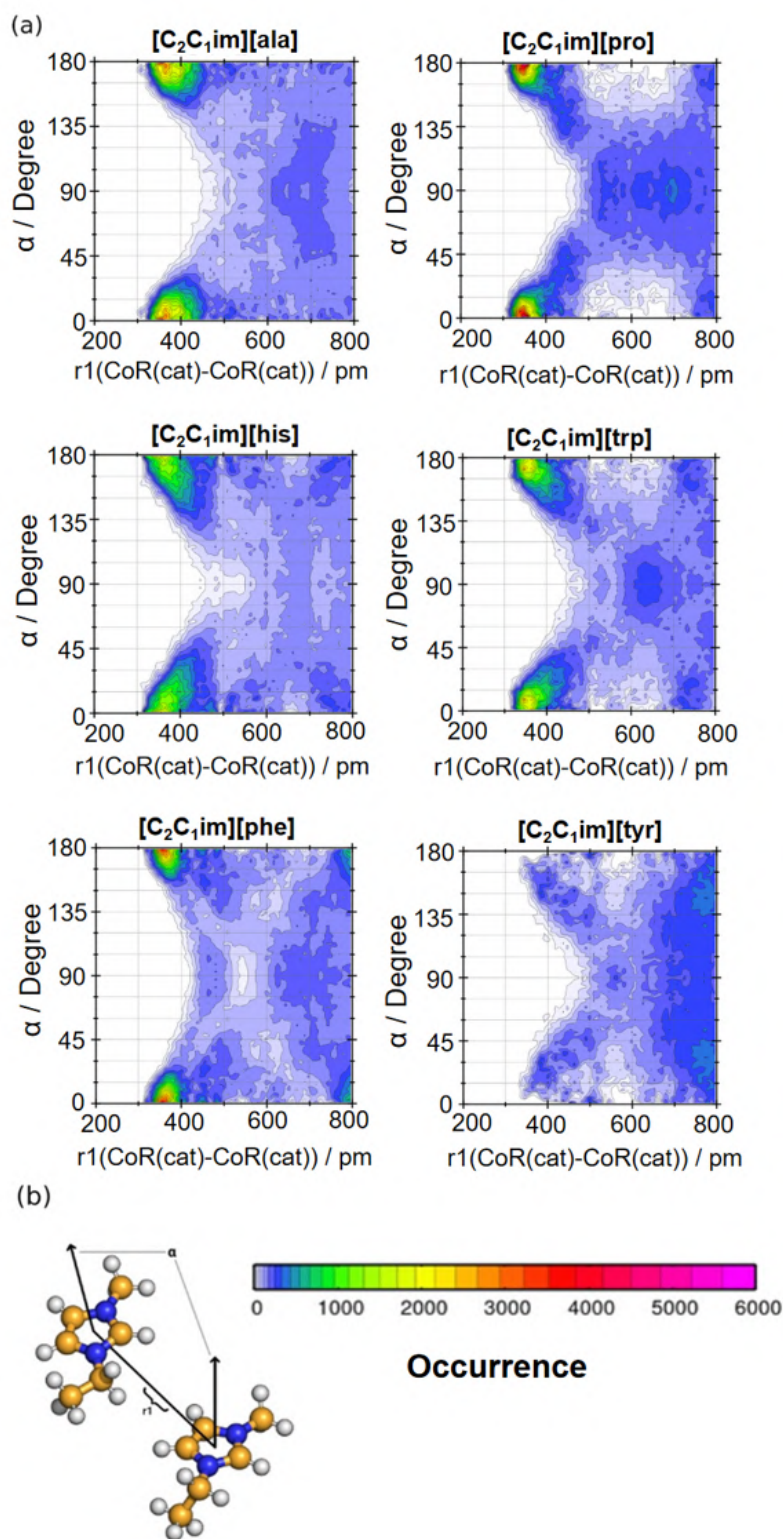 (a)
[C₂C₁im][ala]
180
135
90
45
0
α / Degree
200 400 600 800
r1(CoR(cat)-CoR(cat)) / pm
[C₂C₁im][pro]
180
135
90
45
0
α / Degree
200 400 600 800
r1(CoR(cat)-CoR(cat)) / pm
[C₂C₁im][his]
180
135
90
45
0
α / Degree
200 400 600 800
r1(CoR(cat)-CoR(cat)) / pm
[C₂C₁im][trp]
180
135
90
45
0
α / Degree
200 400 600 800
r1(CoR(cat)-CoR(cat)) / pm
[C₂C₁im][phe]
180
135
90
45
0
α / Degree
200 400 600 800
r1(CoR(cat)-CoR(cat)) / pm
[C₂C₁im][tyr]
180
135
90
45
0
α / Degree
200 400 600 800
r1(CoR(cat)-CoR(cat)) / pm
(b)
α
r1
0 1000 2000 3000 4000 5000 6000
Occurrence